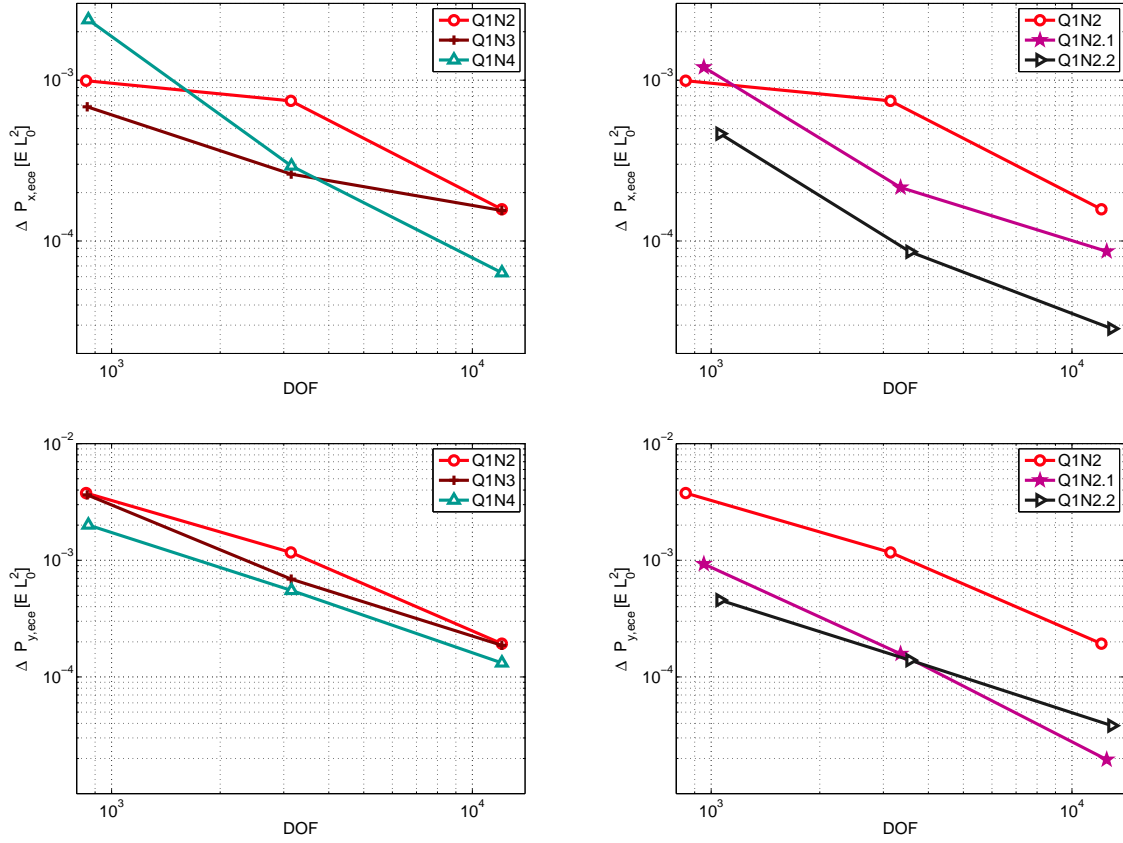 Q1N2
Q1N3
Q1N4
10^-3
10^-4
Δ P_x,ece [E L_0^2]
10^3
10^4
DOF
Q1N2
Q1N2.1
Q1N2.2
10^-3
10^-4
Δ P_x,ece [E L_0^2]
10^3
10^4
DOF
10^-2
Q1N2
Q1N3
Q1N4
10^-3
10^-4
Δ P_y,ece [E L_0^2]
10^3
10^4
DOF
10^-2
Q1N2
Q1N2.1
Q1N2.2
10^-3
10^-4
Δ P_y,ece [E L_0^2]
10^3
10^4
DOF